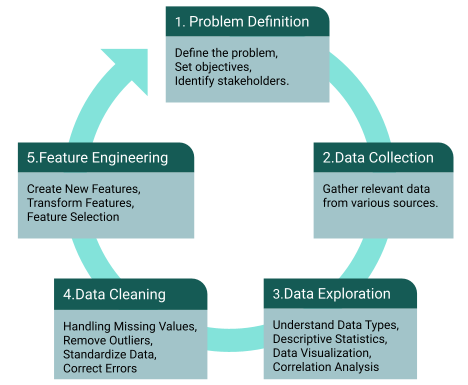 1. Problem Definition
Define the problem,
Set objectives,
Identify stakeholders.
2.Data Collection
Gather relevant data
from various sources.
3.Data Exploration
Understand Data Types,
Descriptive Statistics,
Data Visualization,
Correlation Analysis
4.Data Cleaning
Handling Missing Values,
Remove Outliers,
Standardize Data,
Correct Errors
5.Feature Engineering
Create New Features,
Transform Features,
Feature Selection